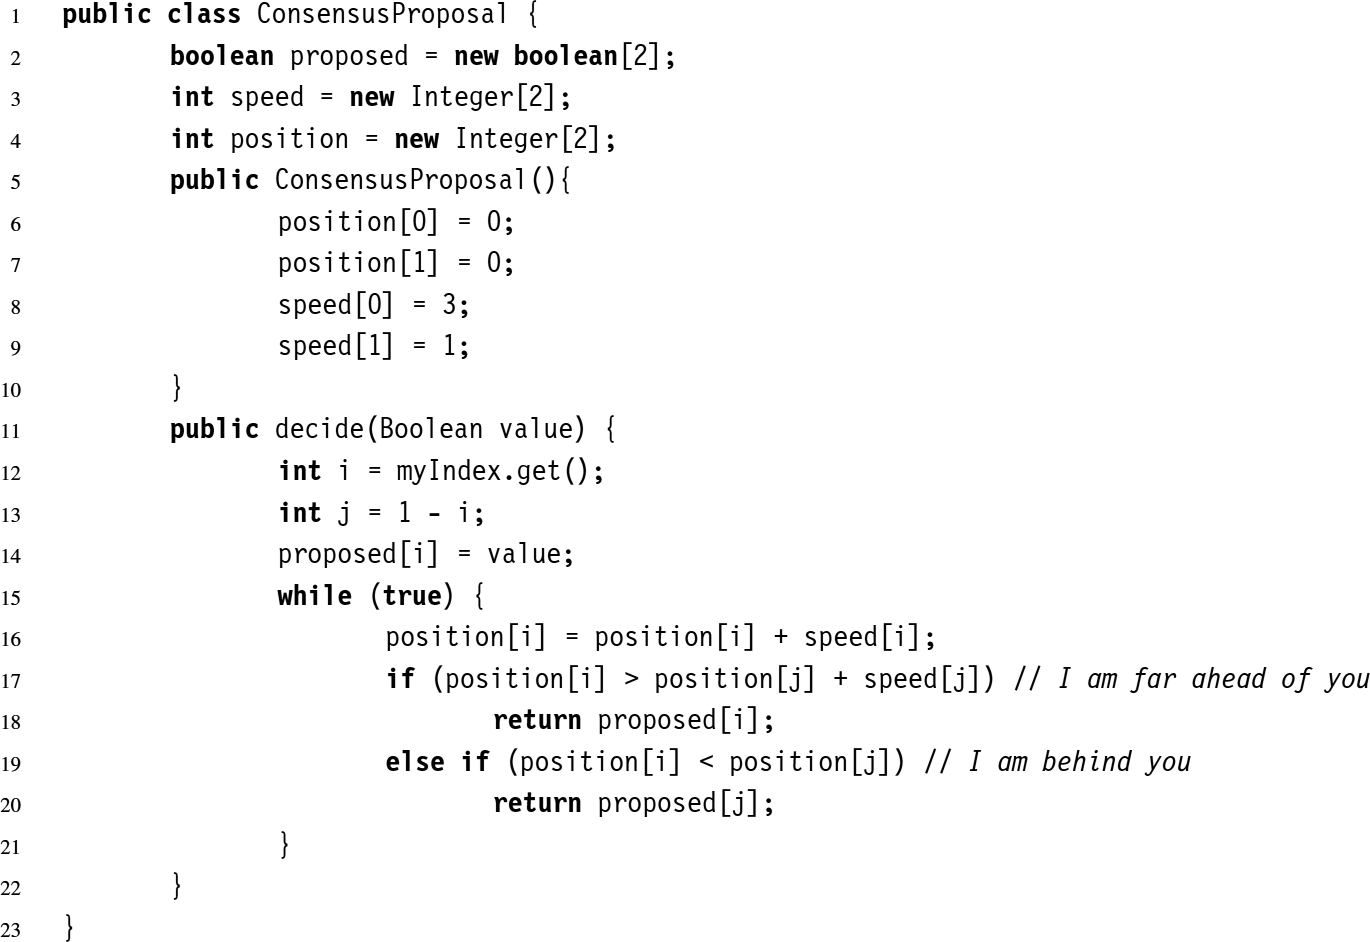 1 public class ConsensusProposal {
2 boolean proposed = new boolean[2];
3 int speed = new Integer[2];
4 int position = new Integer[2];
5 public ConsensusProposal(){
6 position[0] = 0;
7 position[1] = 0;
8 speed[0] = 3;
9 speed[1] = 1;
10 }
11 public decide(Boolean value) {
12 int i = myIndex.get();
13 int j = 1 - i;
14 proposed[i] = value;
15 while (true) {
16 position[i] = position[i] + speed[i];
17 if (position[i] > position[j] + speed[j]) // I am far ahead of you
18 return proposed[i];
19 else if (position[i] < position[j]) // I am behind you
20 return proposed[j];
21 }
22 }
23 }